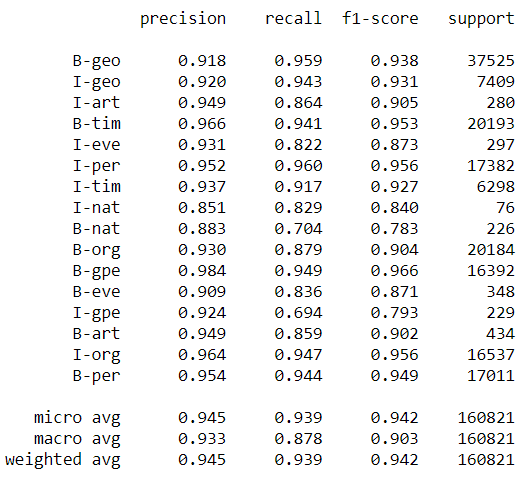 precision recall f1-score support
B-geo 0.918 0.959 0.938 37525
I-geo 0.920 0.943 0.931 7409
I-art 0.949 0.864 0.905 280
B-tim 0.966 0.941 0.953 20193
I-eve 0.931 0.822 0.873 297
I-per 0.952 0.960 0.956 17382
I-tim 0.937 0.917 0.927 6298
I-nat 0.851 0.829 0.840 76
B-nat 0.883 0.704 0.783 226
B-org 0.930 0.879 0.904 20184
B-gpe 0.984 0.949 0.966 16392
B-eve 0.909 0.836 0.871 348
I-gpe 0.924 0.694 0.793 229
B-art 0.949 0.859 0.902 434
I-org 0.964 0.947 0.956 16537
B-per 0.954 0.944 0.949 17011
micro avg 0.945 0.939 0.942 160821
macro avg 0.933 0.878 0.903 160821
weighted avg 0.945 0.939 0.942 160821